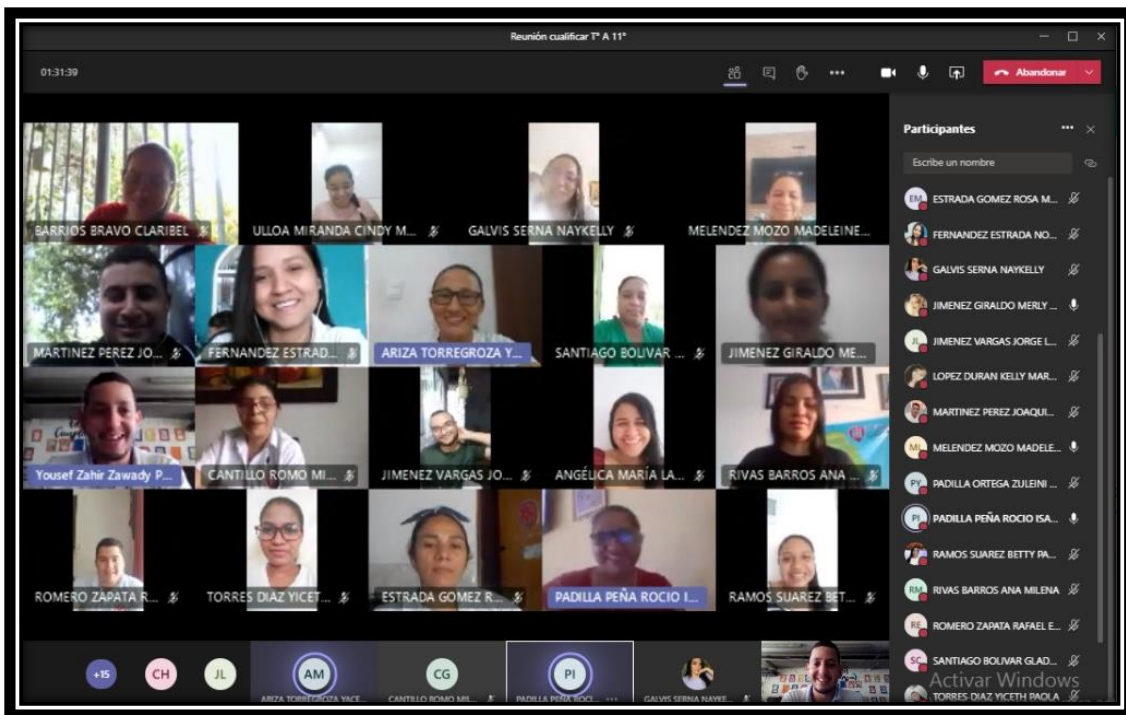 Reunión cualificar T° A 11°
01:31:39
Abandonar
Participantes
Escribe un nombre
BARRIOS BRAVO CLARIBEL
ULLOA MIRANDA CINDY M...
GALVIS SERNA NAYKELLY
MELENDEZ MOZO MADELEINE...
MARTINEZ PEREZ JO...
FERNANDEZ ESTRAD...
ARIZA TORREGROZA Y...
SANTIAGO BOLIVAR ...
JIMENEZ GIRALDO ME...
Yousef Zahir Zawady P...
CANTILLO ROMO MI...
JIMENEZ VARGAS JO...
ANGÉLICA MARÍA LA...
RIVAS BARROS ANA ...
ROMERO ZAPATA R...
TORRES DIAZ YICET...
ESTRADA GOMEZ R...
PADILLA PEÑA ROCIO I...
RAMOS SUAREZ BET...
+15
CH
JL
AM
ARIZA TORREGROZA YACE...
CG
CANTILLO ROMO MIL...
PI
PADILLA PEÑA ROCI...
GALVIS SERNA NAYKE...
EM ESTRADA GOMEZ ROSA M...
FERNANDEZ ESTRADA NO...
GALVIS SERNA NAYKELLY
JIMENEZ GIRALDO MERLY ...
JL JIMENEZ VARGAS JORGE L...
LOPEZ DURAN KELLY MAR...
MARTINEZ PEREZ JOAQUI...
MELENDEZ MOZO MADELE...
PY PADILLA ORTEGA ZULEINI ...
PI PADILLA PEÑA ROCIO ISA...
RAMOS SUAREZ BETTY PA...
RM RIVAS BARROS ANA MILENA
RE ROMERO ZAPATA RAFAEL E...
SC SANTIAGO BOLIVAR GLAD...
Activar Windows
TORRES DIAZ YICETH PAOLA